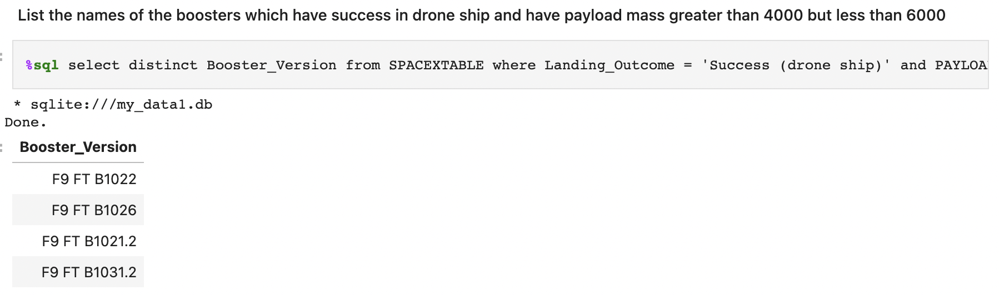 List the names of the boosters which have success in drone ship and have payload mass greater than 4000 but less than 6000
%sql select distinct Booster_Version from SPACEXTABLE where Landing_Outcome = 'Success (drone ship)' and PAYLOA
* sqlite:///my_data1.db
Done.
Booster_Version
F9 FT B1022
F9 FT B1026
F9 FT B1021.2
F9 FT B1031.2